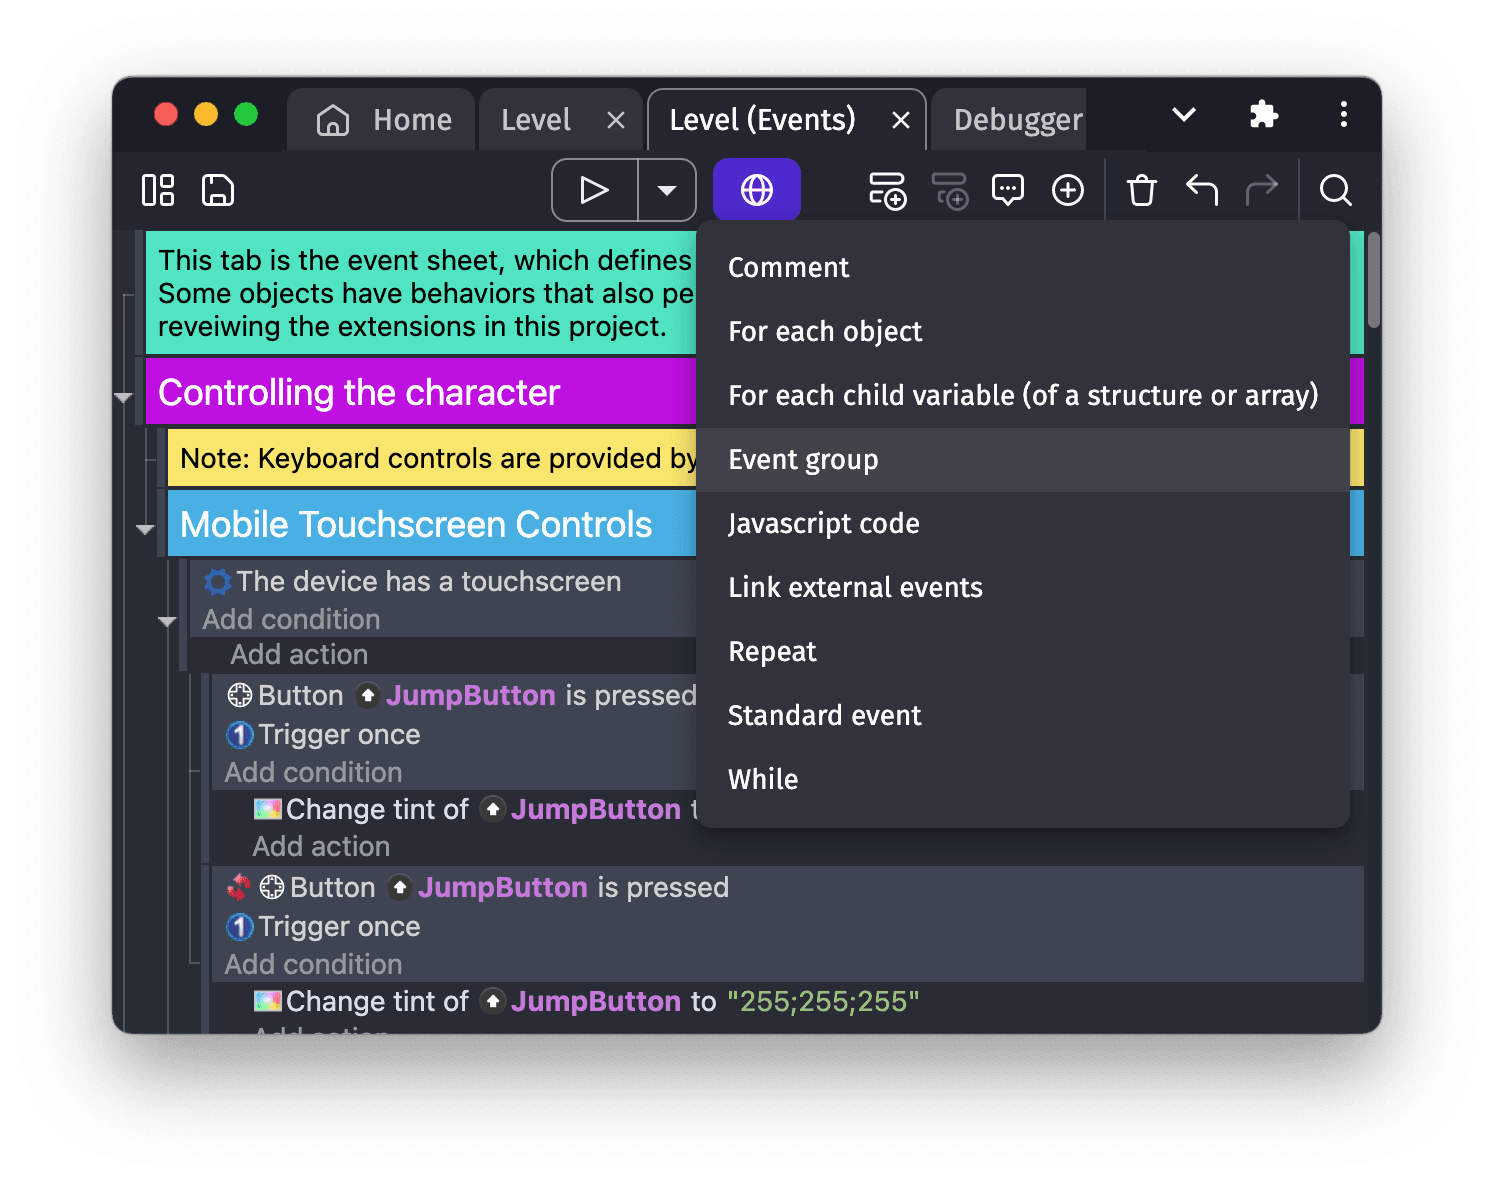 Home
Level
Level (Events)
Debugger
This tab is the event sheet, which defines
Some objects have behaviors that also pe
reveiwing the extensions in this project.
Controlling the character
Note: Keyboard controls are provided by
Mobile Touchscreen Controls
The device has a touchscreen
Add condition
Add action
Button JumpButton is pressed
1 Trigger once
Add condition
Change tint of JumpButton t
Add action
Button JumpButton is pressed
1 Trigger once
Add condition
Change tint of JumpButton to "255;255;255"
Add action
Comment
For each object
For each child variable (of a structure or array)
Event group
Javascript code
Link external events
Repeat
Standard event
While